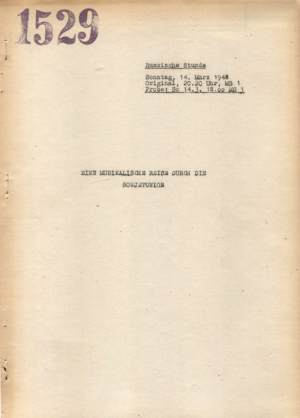 1529
Russische Stunde
Sonntag, 14. März 1948
Original, 20.20 Uhr, MS 1
Probe: So 14.3. 18.00 MS 1
EINE MUSIKALISCHE REISE DURCH DIE
SOWJETUNION